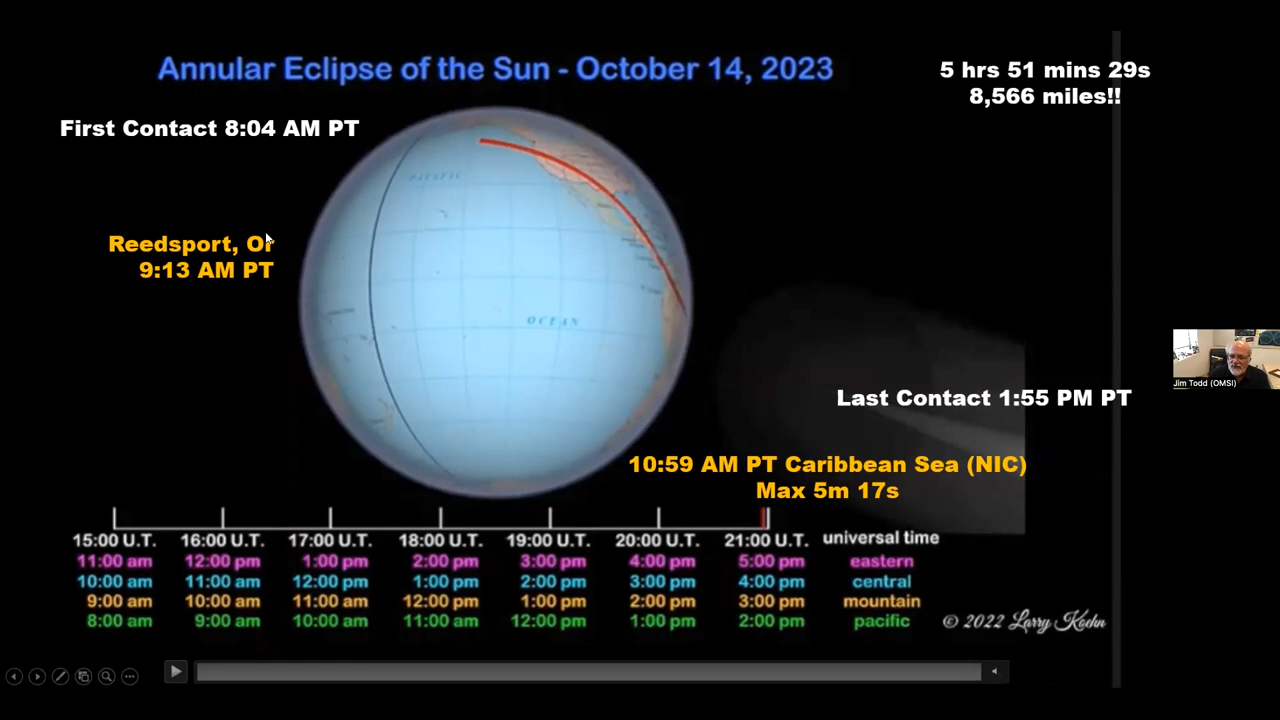 Annular Eclipse of the Sun - October 14, 2023
5 hrs 51 mins 29s
8,566 miles!!
First Contact 8:04 AM PT
PACIFIC
Reedsport, Or
9:13 AM PT
OCEAN
Jim Todd (OMSI)
Last Contact 1:55 PM PT
10:59 AM PT Caribbean Sea (NIC)
Max 5m 17s
15:00 U.T. 16:00 U.T. 17:00 U.T. 18:00 U.T. 19:00 U.T. 20:00 U.T. 21:00 U.T. universal time
11:00 am 12:00 pm 1:00 pm 2:00 pm 3:00 pm 4:00 pm 5:00 pm eastern
10:00 am 11:00 am 12:00 pm 1:00 pm 2:00 pm 3:00 pm 4:00 pm central
9:00 am 10:00 am 11:00 am 12:00 pm 1:00 pm 2:00 pm 3:00 pm mountain
8:00 am 9:00 am 10:00 am 11:00 am 12:00 pm 1:00 pm 2:00 pm pacific
© 2022 Larry Koehn